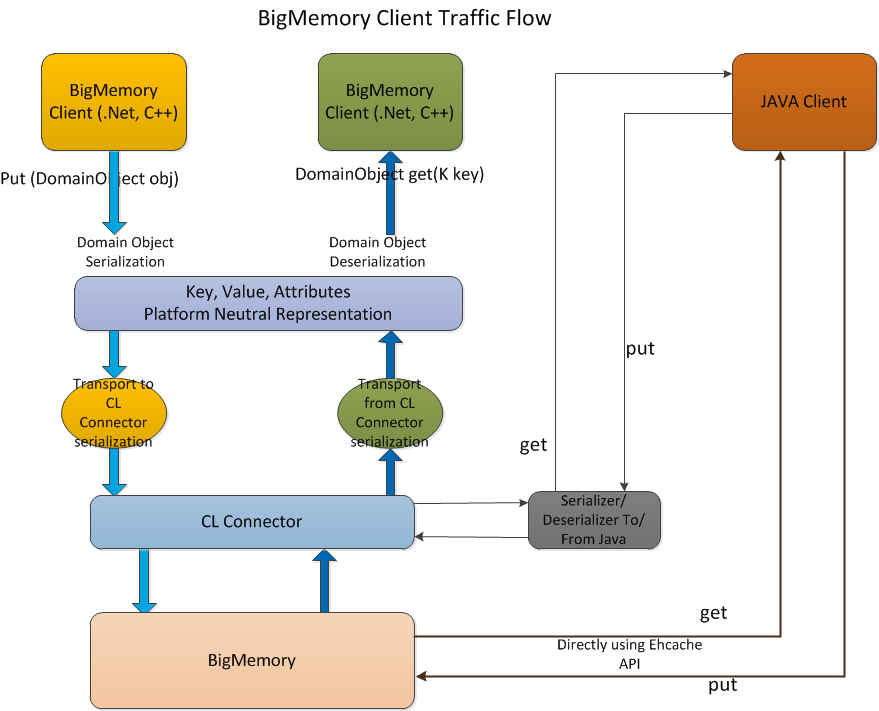 BigMemory Client Traffic Flow
BigMemory
Client (.Net, C++)
BigMemory
Client (.Net, C++)
JAVA Client
Put (DomainObject obj)
DomainObject get(K key)
Domain Object
Serialization
Domain Object
Deserialization
Key, Value, Attributes
Platform Neutral Representation
put
Transport to
CL
Connector
serialization
Transport
from CL
Connector
serialization
get
CL Connector
Serializer/
Deserializer To/
From Java
get
Directly using Ehcache
API
BigMemory
put